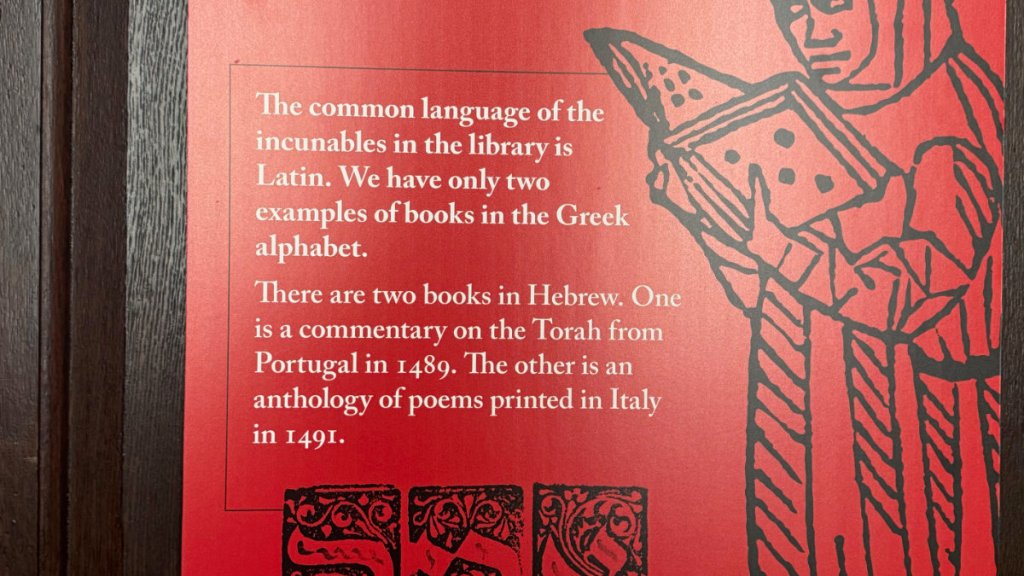 The common language of the
incunables in the library is
Latin. We have only two
examples of books in the Greek
alphabet.
There are two books in Hebrew. One
is a commentary on the Torah from
Portugal in 1489. The other is an
anthology of poems printed in Italy
in 1491.